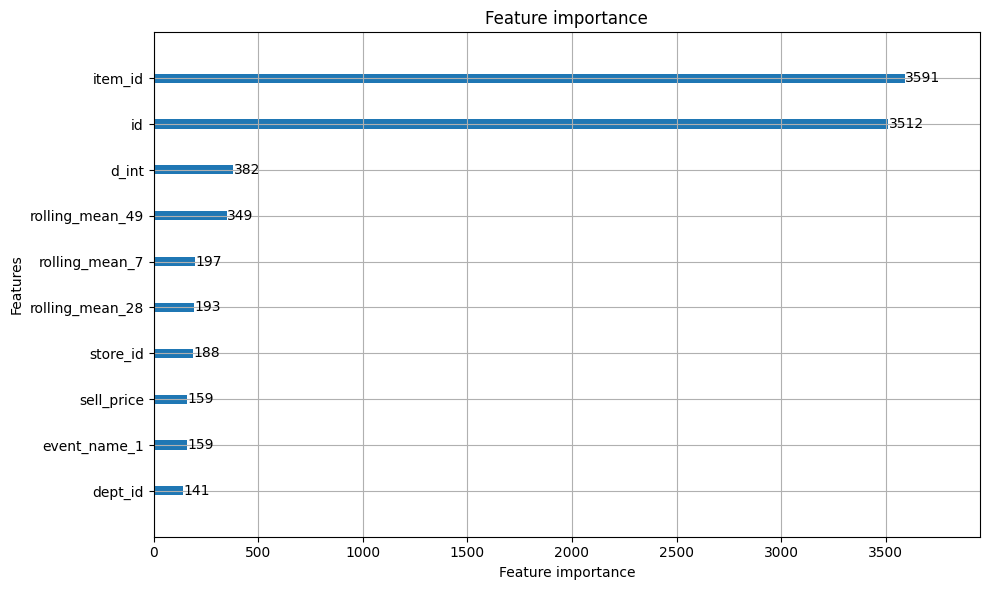 Feature importance
item_id 3591
id 3512
d_int 382
rolling_mean_49 349
rolling_mean_7 197
rolling_mean_28 193
store_id 188
sell_price 159
event_name_1 159
dept_id 141
Features
0 500 1000 1500 2000 2500 3000 3500
Feature importance